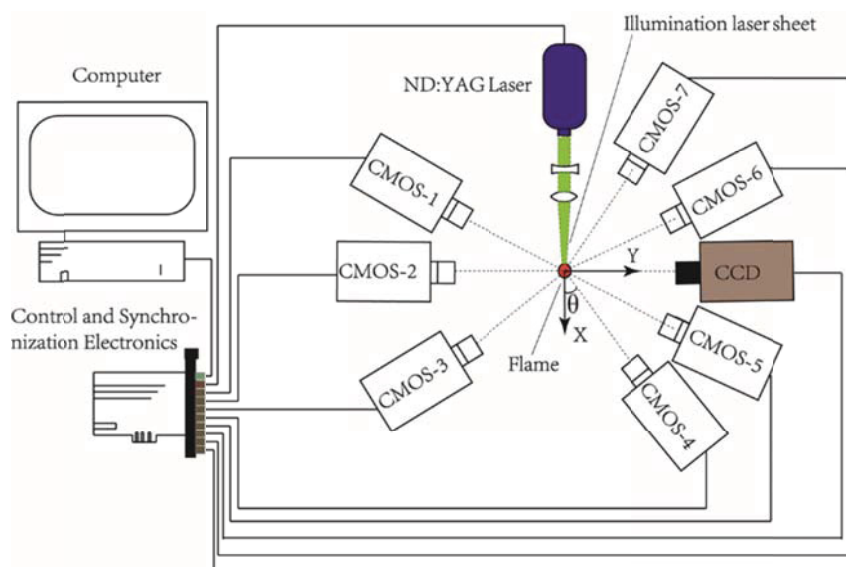 Illumination laser sheet
Computer
ND:YAG Laser
CMOS-7
CMOS-1
CMOS-6
CMOS-2
Y
CCD
Control and Synchro-
nization Electronics
θ
X
CMOS-3
Flame
CMOS-5
CMOS-4